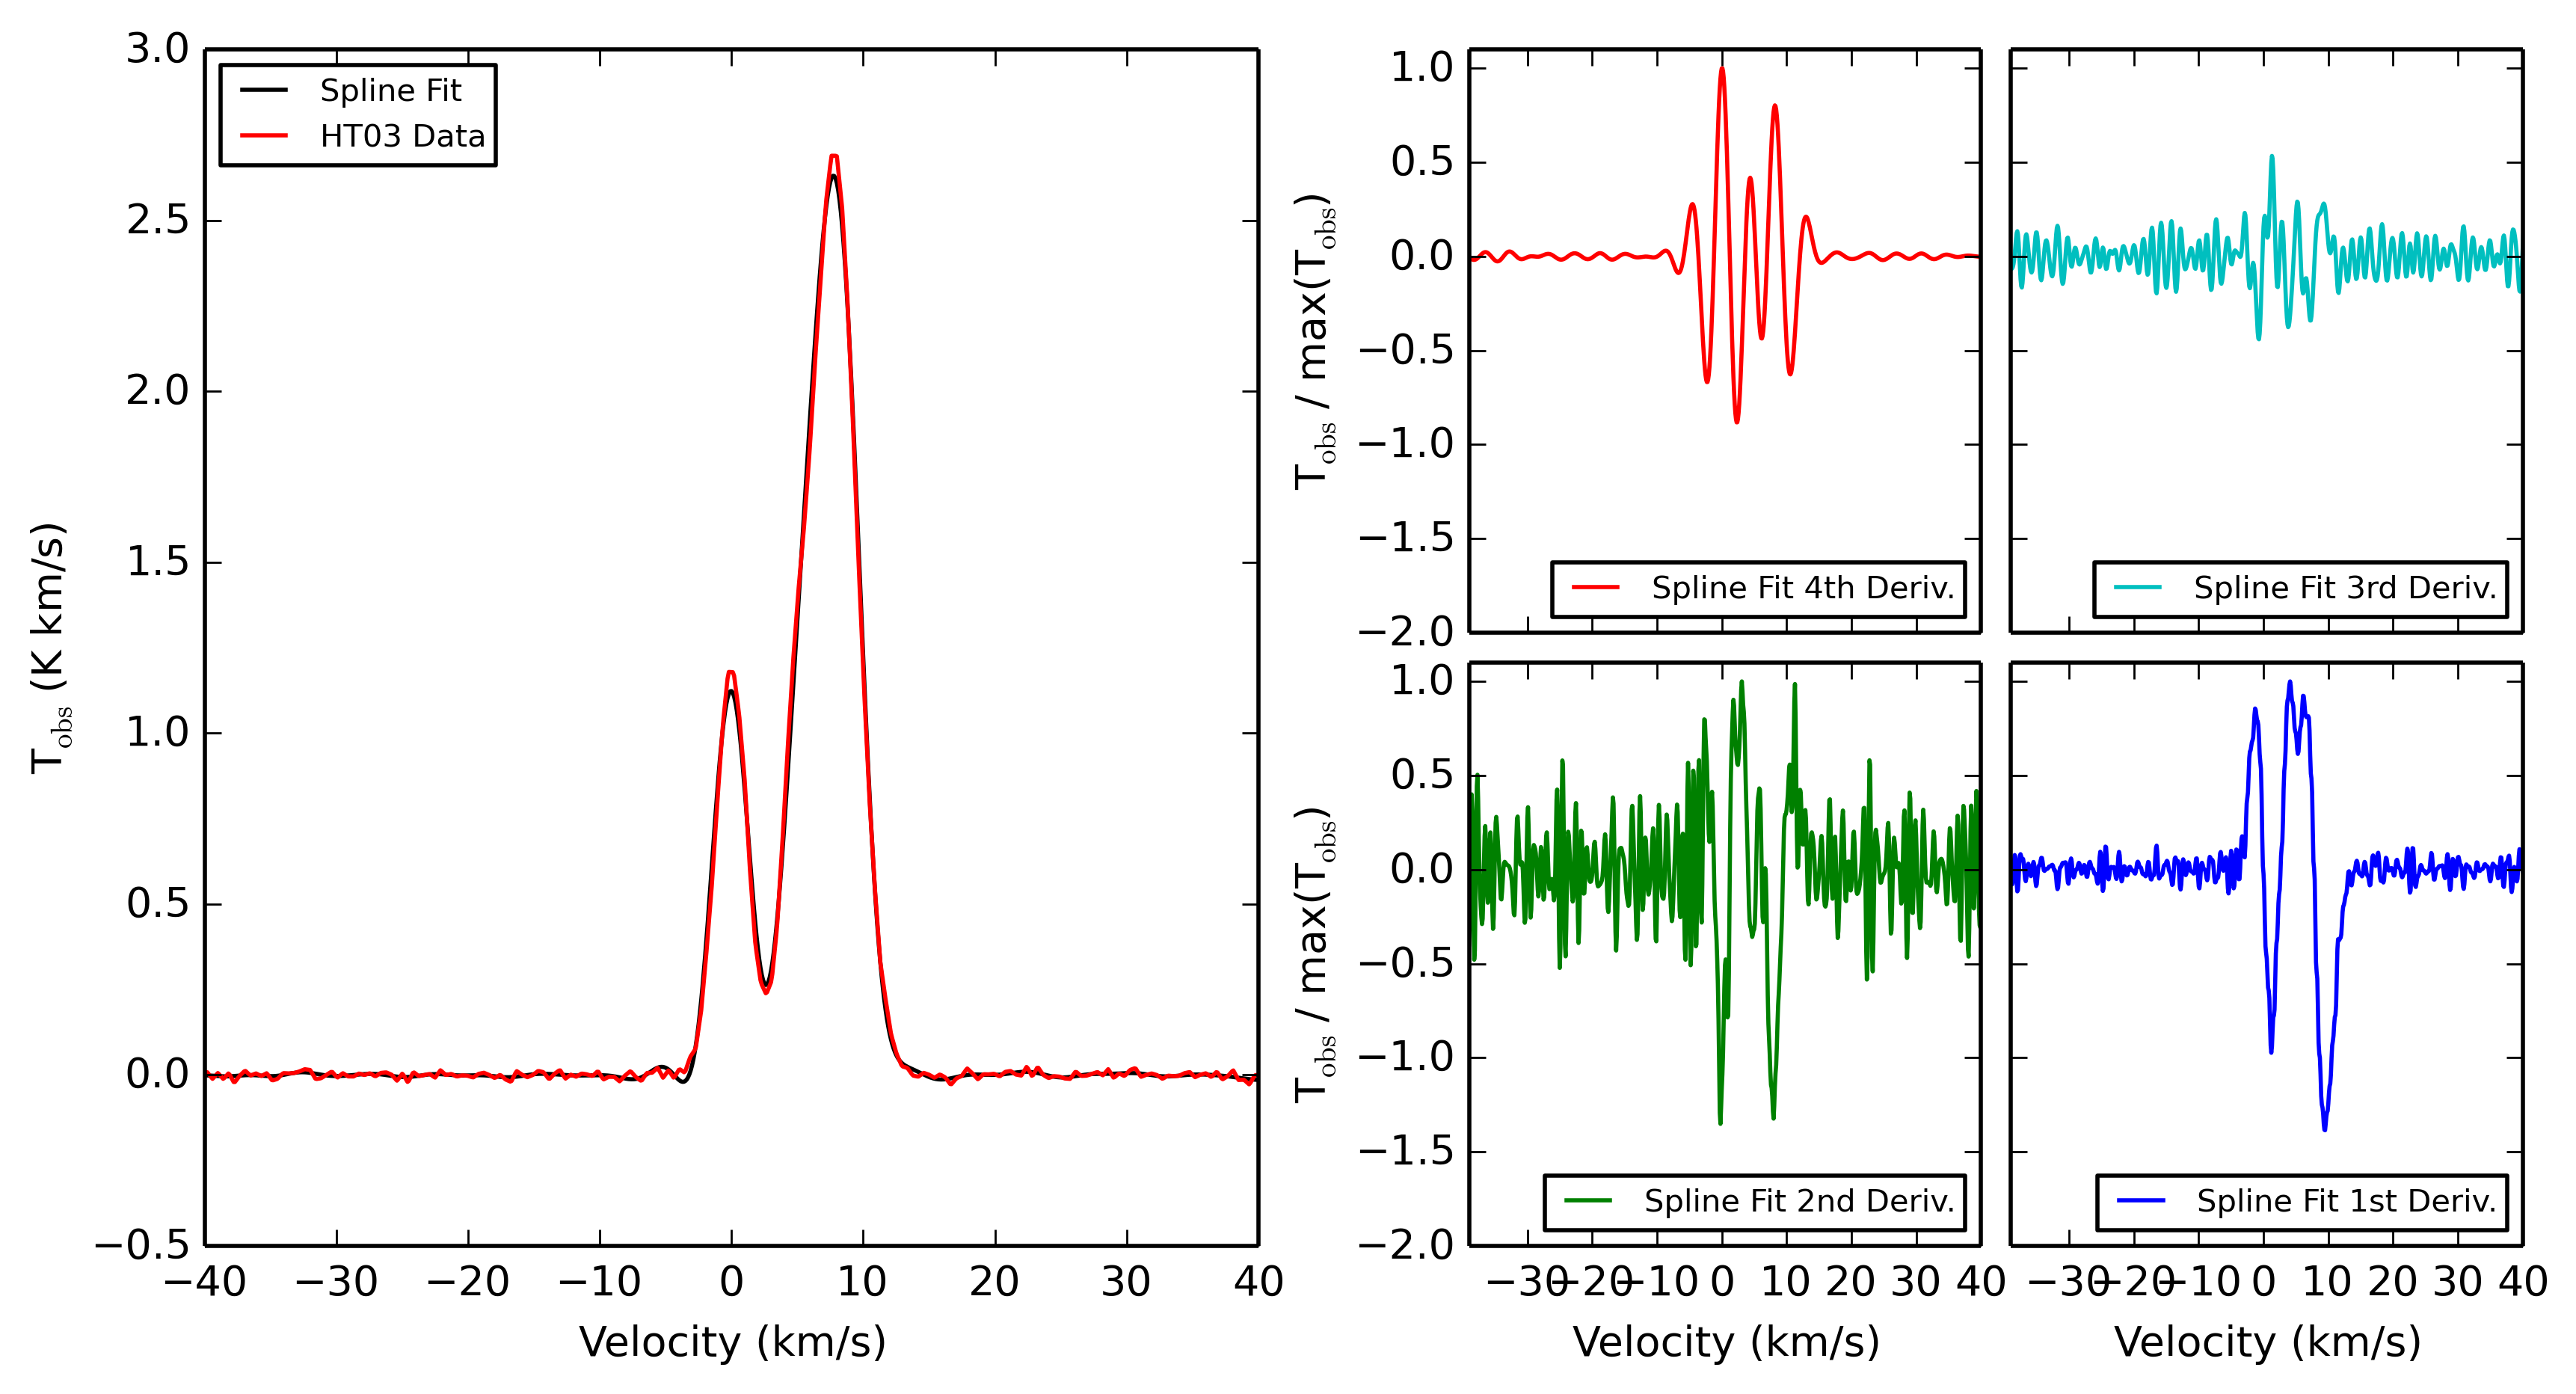 3.0
2.5
2.0
1.5
1.0
0.5
0.0
−0.5
T_obs (K km/s)
Spline Fit
HT03 Data
−40 −30 −20 −10 0 10 20 30 40
Velocity (km/s)
1.0
0.5
0.0
−0.5
−1.0
−1.5
−2.0
T_obs / max(T_obs)
Spline Fit 4th Deriv.
Spline Fit 3rd Deriv.
1.0
0.5
0.0
−0.5
−1.0
−1.5
−2.0
T_obs / max(T_obs)
Spline Fit 2nd Deriv.
−30 −20 −10 0 10 20 30 40
Velocity (km/s)
Spline Fit 1st Deriv.
−30 −20 −10 0 10 20 30 40
Velocity (km/s)